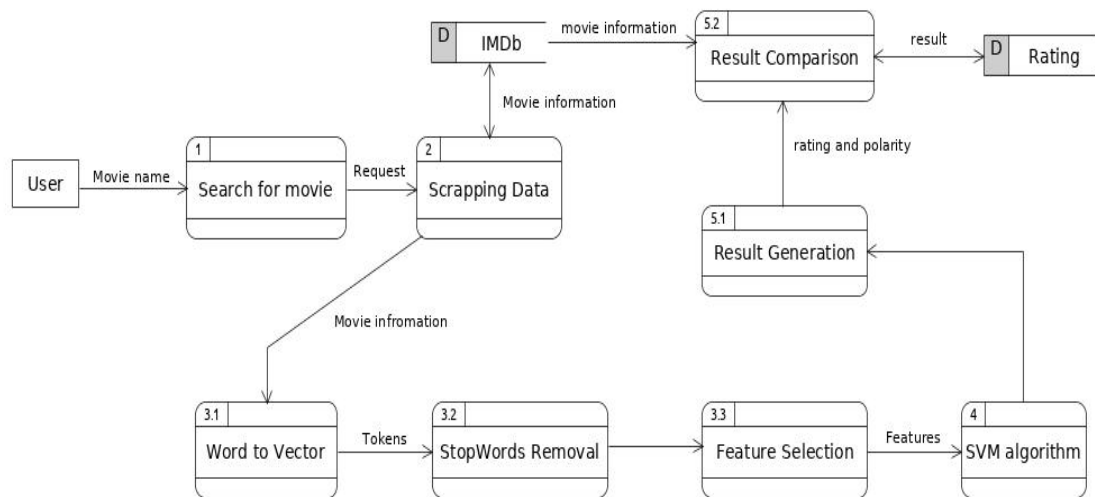 D
IMDb
movie information
5.2
Result Comparison
result
D
Rating
Movie information
User
Movie name
1
Search for movie
Request
2
Scrapping Data
rating and polarity
5.1
Result Generation
Movie infromation
3.1
Word to Vector
Tokens
3.2
StopWords Removal
3.3
Feature Selection
Features
4
SVM algorithm